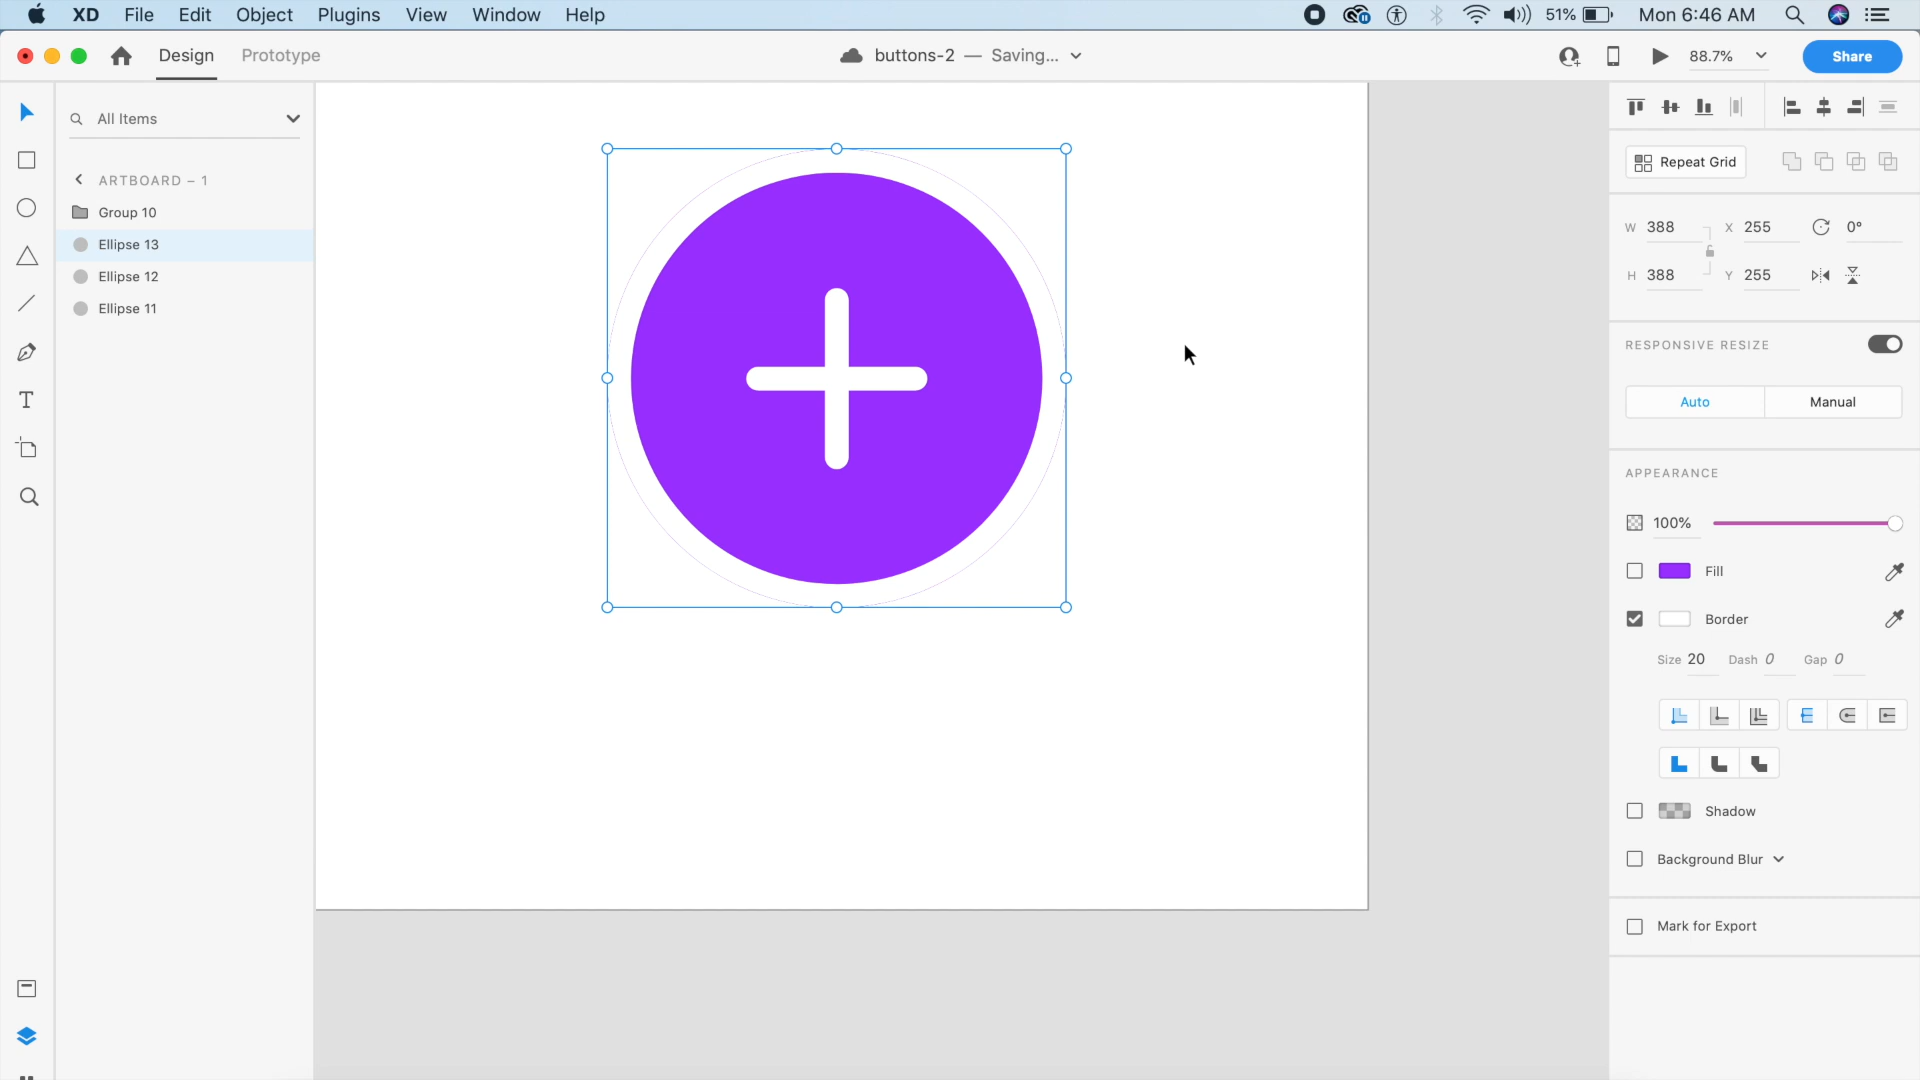 XD File Edit Object Plugins View Window Help 51% Mon 6:46 AM
Design Prototype buttons-2 — Saving... 88.7% Share
All Items
ARTBOARD – 1
Group 10
Ellipse 13
Ellipse 12
Ellipse 11
Repeat Grid
W 388 X 255 0°
H 388 Y 255
RESPONSIVE RESIZE
Auto Manual
APPEARANCE
100%
Fill
Border
Size 20 Dash 0 Gap 0
Shadow
Background Blur
Mark for Export